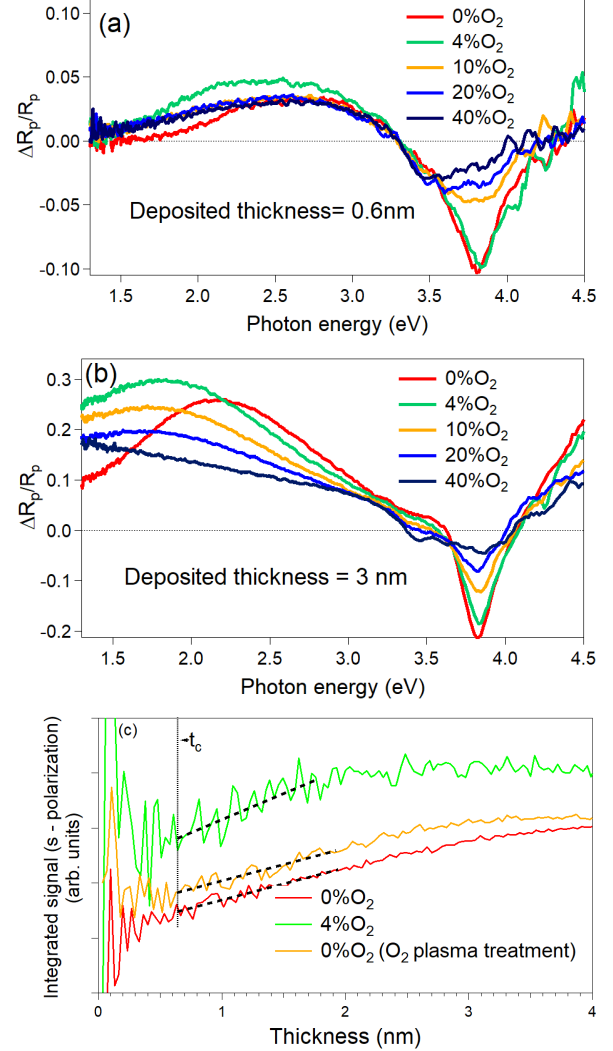 (a)
0%O₂
4%O₂
10%O₂
20%O₂
40%O₂
0.05
0.00
-0.05
-0.10
ΔRp/Rp
Deposited thickness= 0.6nm
1.5 2.0 2.5 3.0 3.5 4.0 4.5
Photon energy (eV)
(b)
0%O₂
4%O₂
10%O₂
20%O₂
40%O₂
0.3
0.2
0.1
0.0
-0.1
-0.2
ΔRp/Rp
Deposited thickness = 3 nm
1.5 2.0 2.5 3.0 3.5 4.0 4.5
Photon energy (eV)
(c)
tc
Integrated signal (s - polarization)
(arb. units)
0%O₂
4%O₂
0%O₂ (O₂ plasma treatment)
0 1 2 3 4
Thickness (nm)